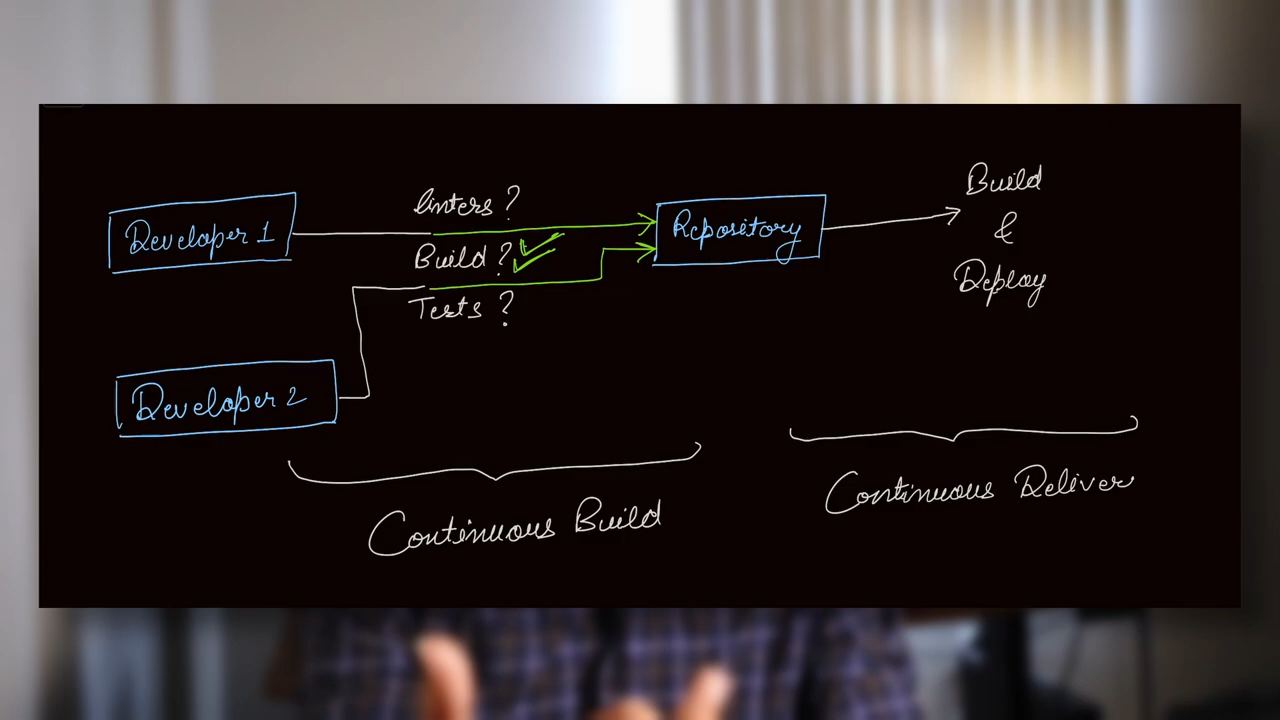 linters ?
Developer 1
Build ?
Tests ?
Repository
Build
&
Deploy
Developer 2
Continuous Build
Continuous Deliver